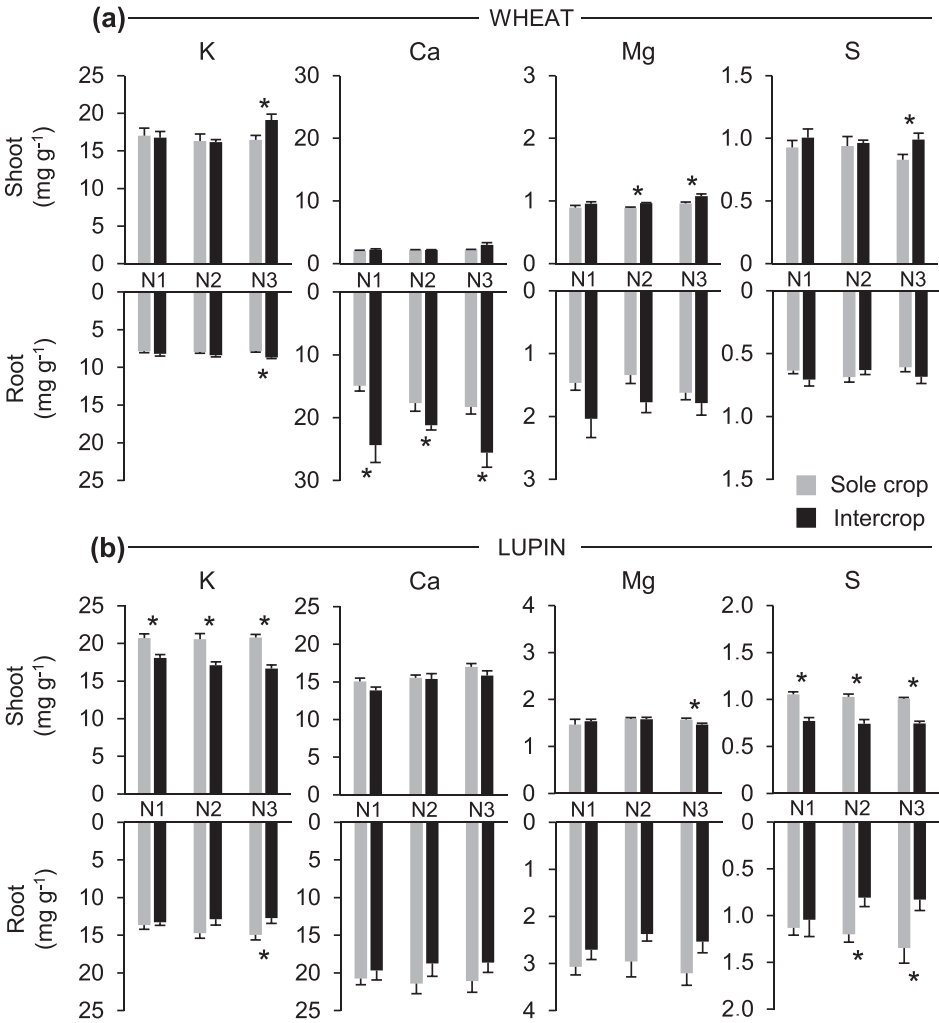 (a) WHEAT
K Ca Mg S
Shoot
(mg g-1)
25 30 3 1.5
20
20 2 1.0
15
10
10 1 0.5
5
0 0 0 0
N1 N2 N3 N1 N2 N3 N1 N2 N3 N1 N2 N3
Root
(mg g-1)
0 0 0 0
5
10 1 0.5
10
15
20 2 1.0
20
25 30 3 1.5
* * * * * * * *
Sole crop
Intercrop
(b) LUPIN
K Ca Mg S
Shoot
(mg g-1)
25 25 4 2.0
20 20 3 1.5
15 15
2 1.0
10 10
5 5 1 0.5
0 0 0 0
* * * * * * *
N1 N2 N3 N1 N2 N3 N1 N2 N3 N1 N2 N3
Root
(mg g-1)
0 0 0 0
5 5 1 0.5
10 10
2 1.0
15 15
20 20 3 1.5
25 25 4 2.0
* * *